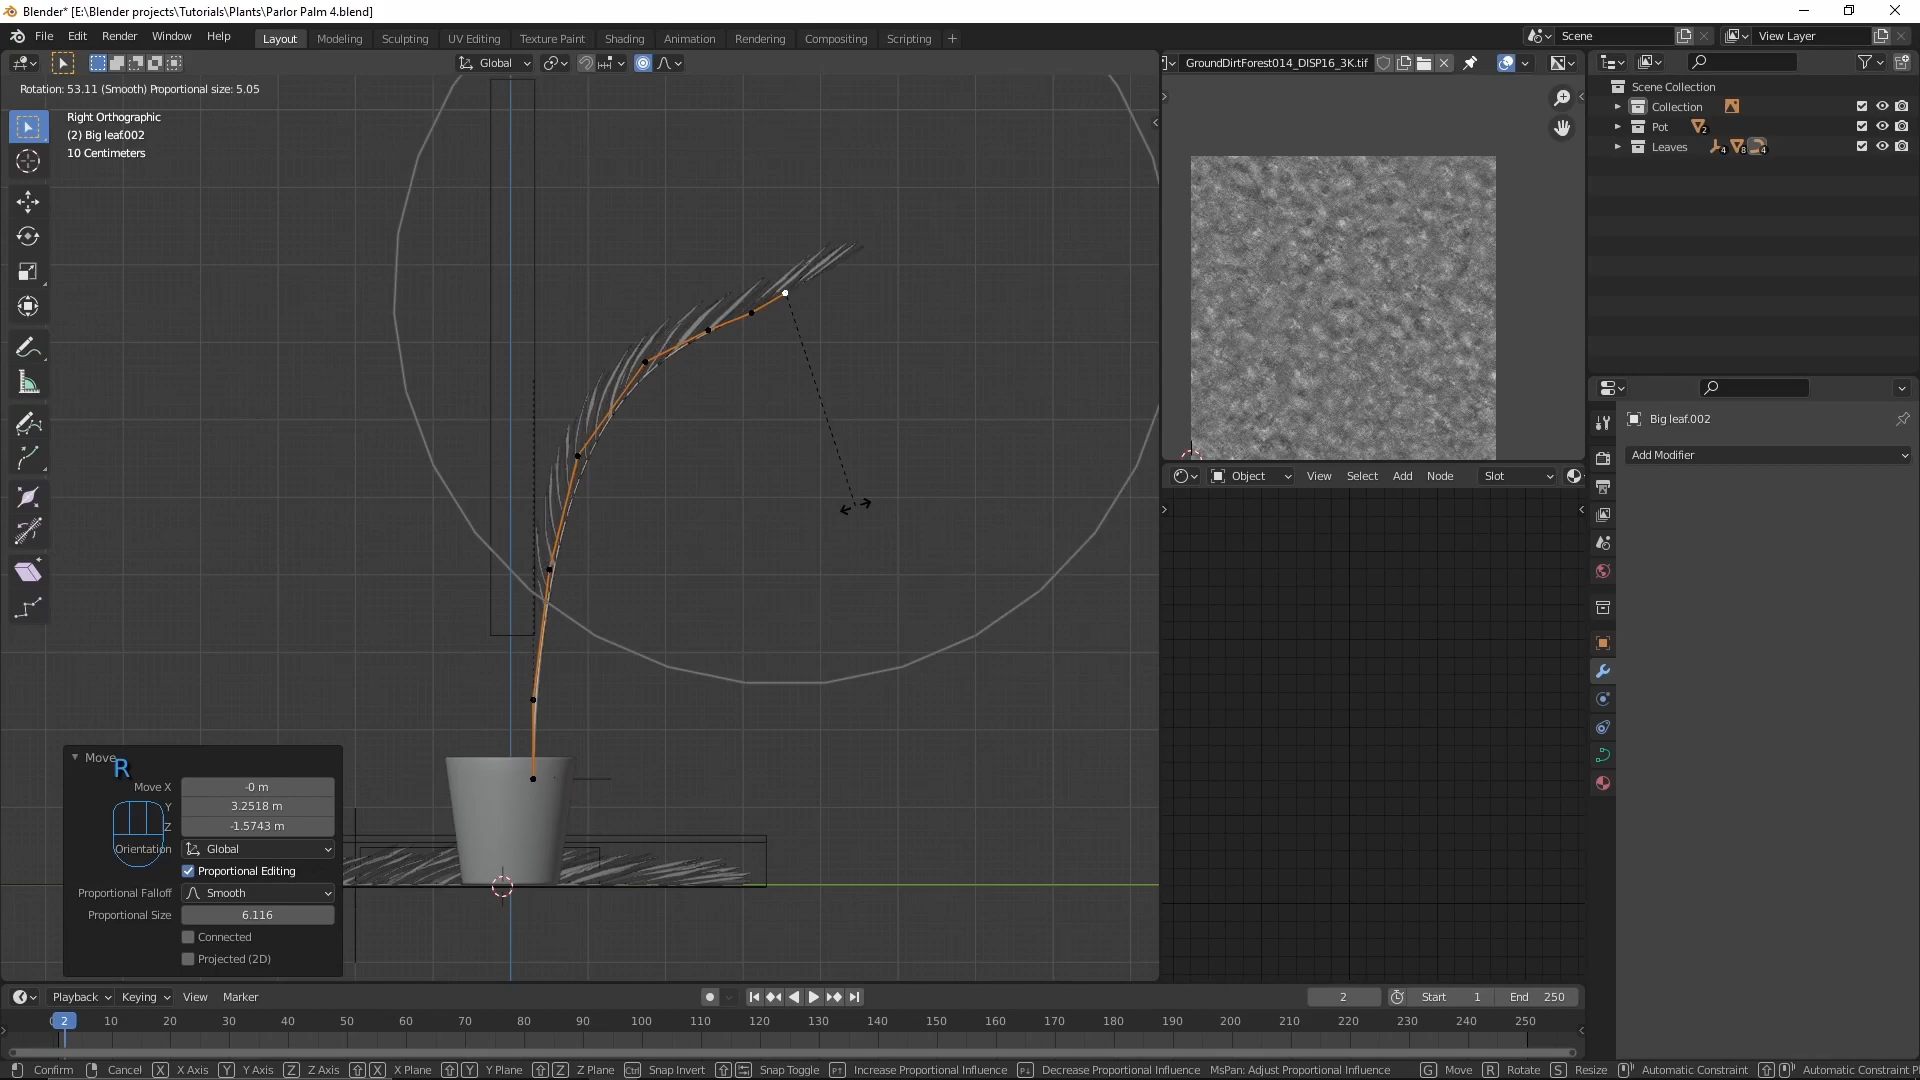 Blender* [E:\Blender projects\Tutorials\Plants\Parlor Palm 4.blend]
File Edit Render Window Help Layout Modeling Sculpting UV Editing Texture Paint Shading Animation Rendering Compositing Scripting Scene View Layer
Global GroundDirtForest014_DISP16_3K.tif
Rotation: 53.11 (Smooth) Proportional size: 5.05
Right Orthographic
(2) Big leaf.002
10 Centimeters
Scene Collection
Collection
Pot 2
Leaves 4 8 4
Big leaf.002
Add Modifier
Object View Select Add Node Slot
Move
R
Move X -0 m
Y 3.2518 m
Z -1.5743 m
Orientation Global
Proportional Editing
Proportional Falloff Smooth
Proportional Size 6.116
Connected
Projected (2D)
Playback Keying View Marker 2 Start 1 End 250
2 10 20 30 40 50 60 70 80 90 100 110 120 130 140 150 160 170 180 190 200 210 220 230 240 250
Confirm Cancel X X Axis Y Y Axis Z Z Axis X X Plane Y Y Plane Z Z Plane Ctrl Snap Invert Snap Toggle Increase Proportional Influence Decrease Proportional Influence MsPan: Adjust Proportional Influence G Move R Rotate S Resize Automatic Constraint Automatic Constraint P